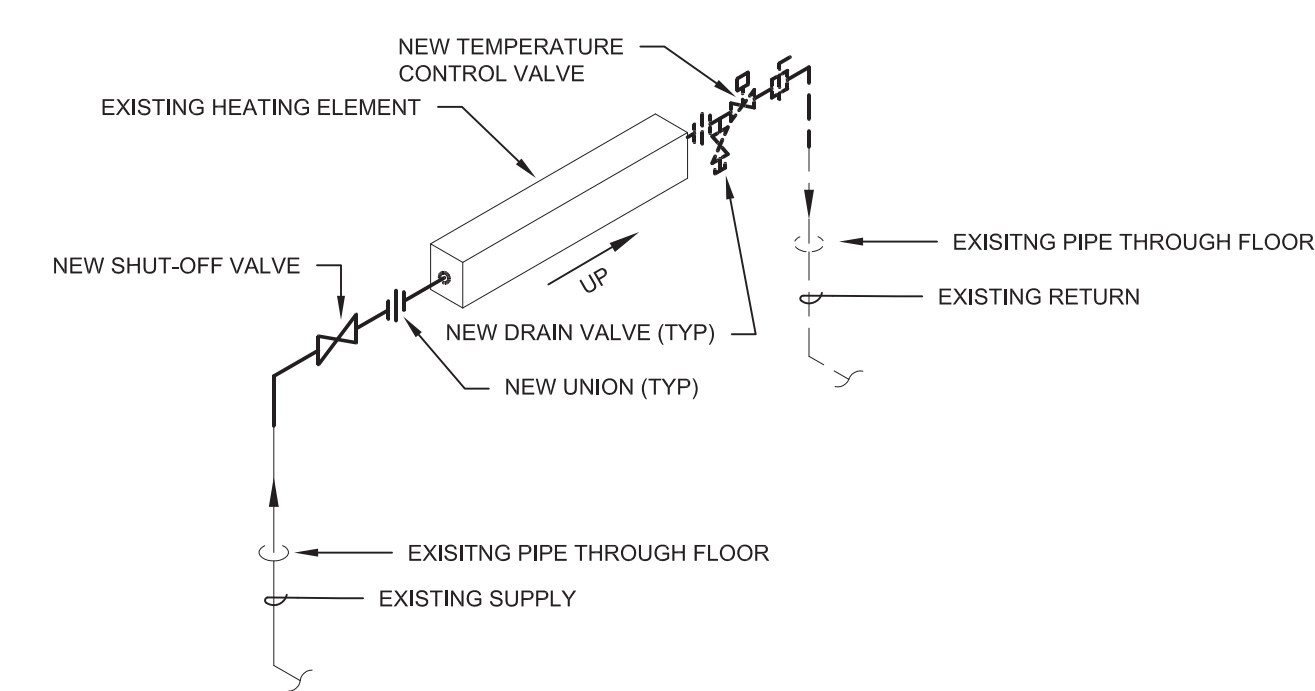 NEW TEMPERATURE
CONTROL VALVE
EXISTING HEATING ELEMENT
EXISITNG PIPE THROUGH FLOOR
NEW SHUT-OFF VALVE
UP
EXISTING RETURN
NEW DRAIN VALVE (TYP)
NEW UNION (TYP)
EXISITNG PIPE THROUGH FLOOR
EXISTING SUPPLY